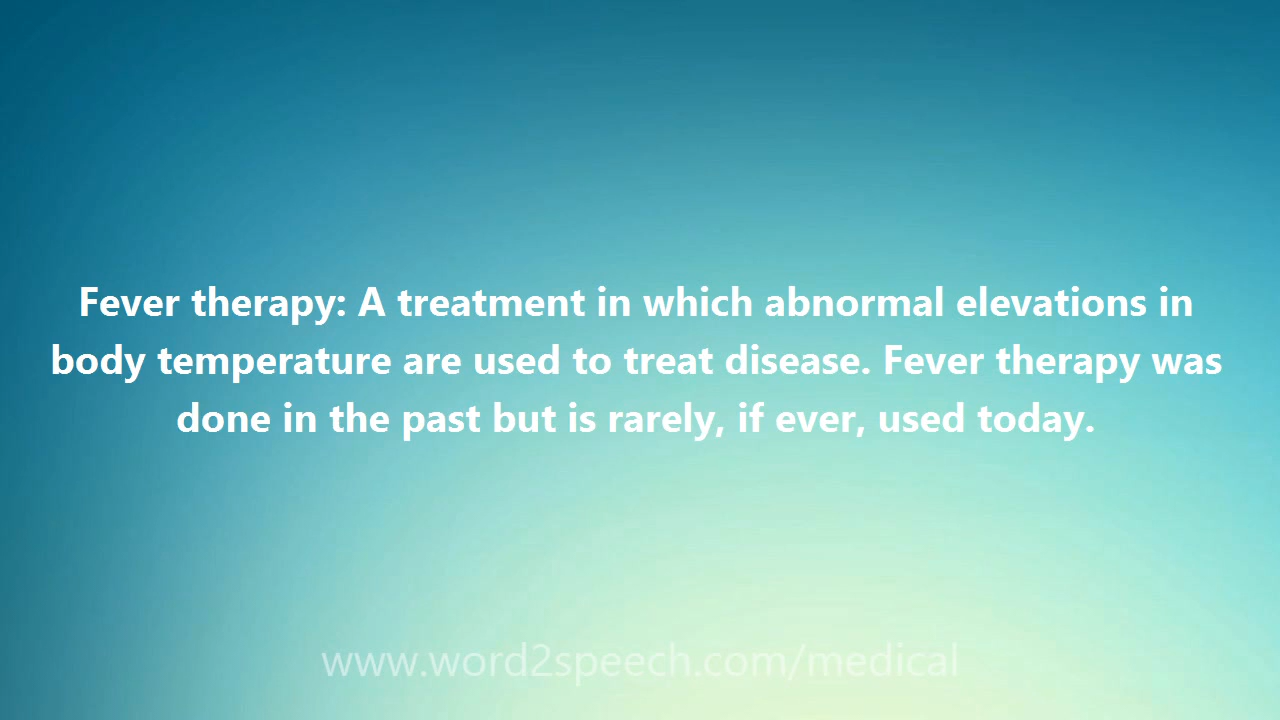 Fever therapy: A treatment in which abnormal elevations in
body temperature are used to treat disease. Fever therapy was
done in the past but is rarely, if ever, used today.
www.word2speech.com/medical